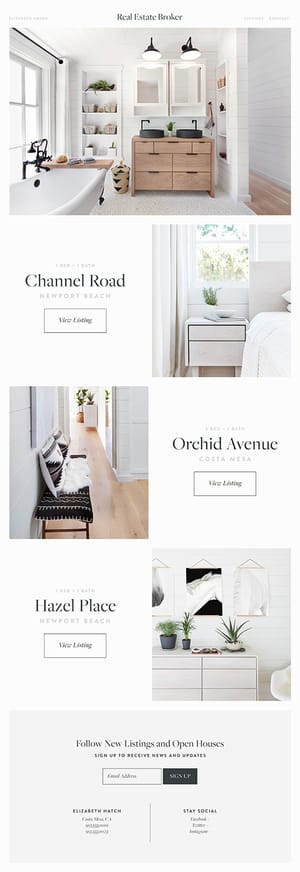 ELIZABETH HATCH
Real Estate Broker
LISTINGS CONTACT
1 BED + 1 BATH
Channel Road
NEWPORT BEACH
View Listing
1 BED + 1 BATH
Orchid Avenue
COSTA MESA
View Listing
1 BED + 1 BATH
Hazel Place
NEWPORT BEACH
View Listing
Follow New Listings and Open Houses
SIGN UP TO RECEIVE NEWS AND UPDATES
Email Address
SIGN UP
ELIZABETH HATCH
Costa Mesa, CA
STAY SOCIAL
Facebook
Twitter
Instagram